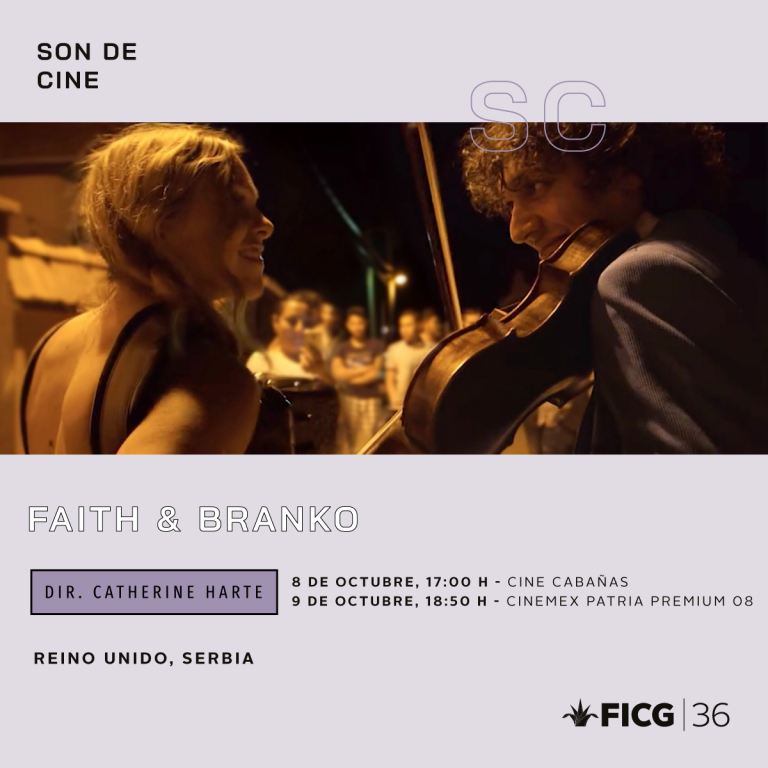 SON DE
CINE
SC
FAITH & BRANKO
DIR. CATHERINE HARTE
8 DE OCTUBRE, 17:00 H - CINE CABAÑAS
9 DE OCTUBRE, 18:50 H - CINEMEX PATRIA PREMIUM 08
REINO UNIDO, SERBIA
FICG | 36